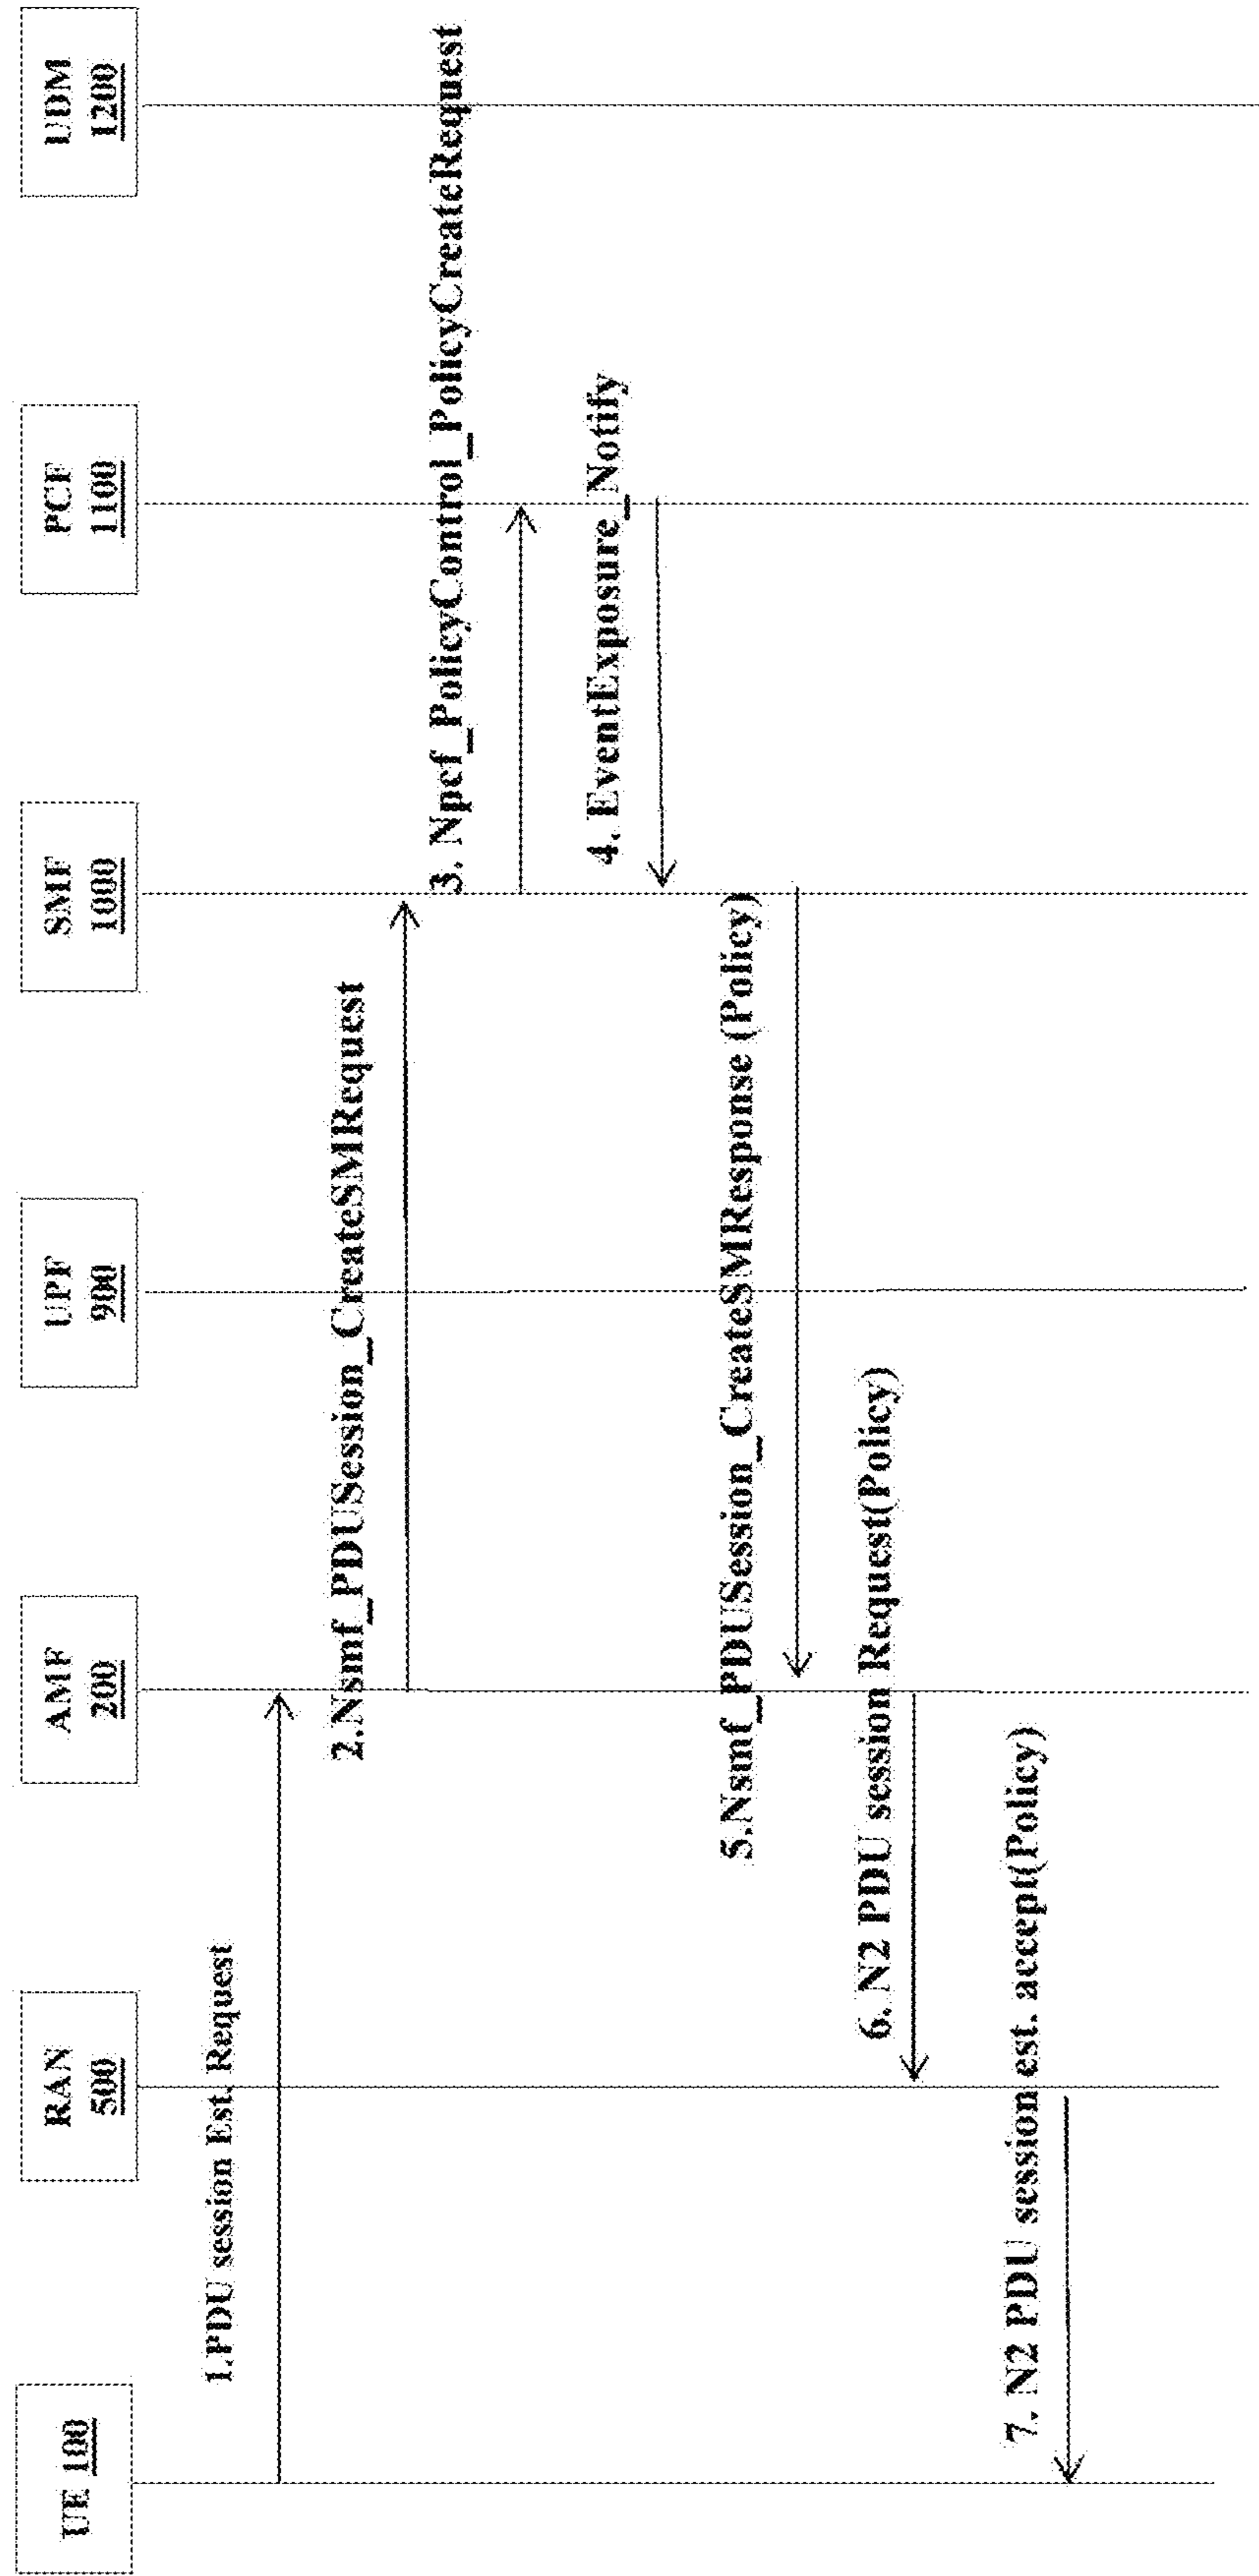 UE 100
RAN
500
AMF
200
UPF
900
SMF
1000
PCF
1100
UDM
1200
1.PDU session Est. Request
2.Nsmf_PDUSession_CreateSMRequest
3. Npcf_PolicyControl_PolicyCreateRequest
4. EventExposure_Notify
5.Nsmf_PDUSession_CreateSMResponse (Policy)
6. N2 PDU session Request(Policy)
7. N2 PDU session est. accept(Policy)